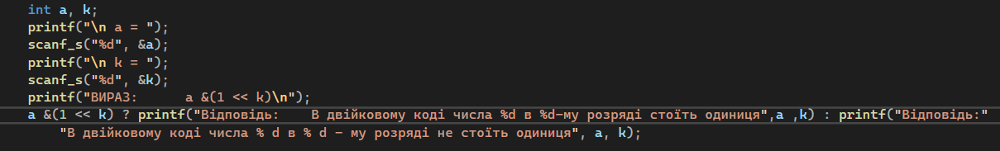 int a, k;
printf("\n a = ");
scanf_s("%d", &a);
printf("\n k = ");
scanf_s("%d", &k);
printf("ВИРАЗ:      a &(1 << k)\n");
a &(1 << k) ? printf("Відповідь:    В двійковому коді числа %d в %d-му розряді стоїть одиниця",a ,k) : printf("Відповідь:"
"В двійковому коді числа % d в % d - му розряді не стоїть одиниця", a, k);